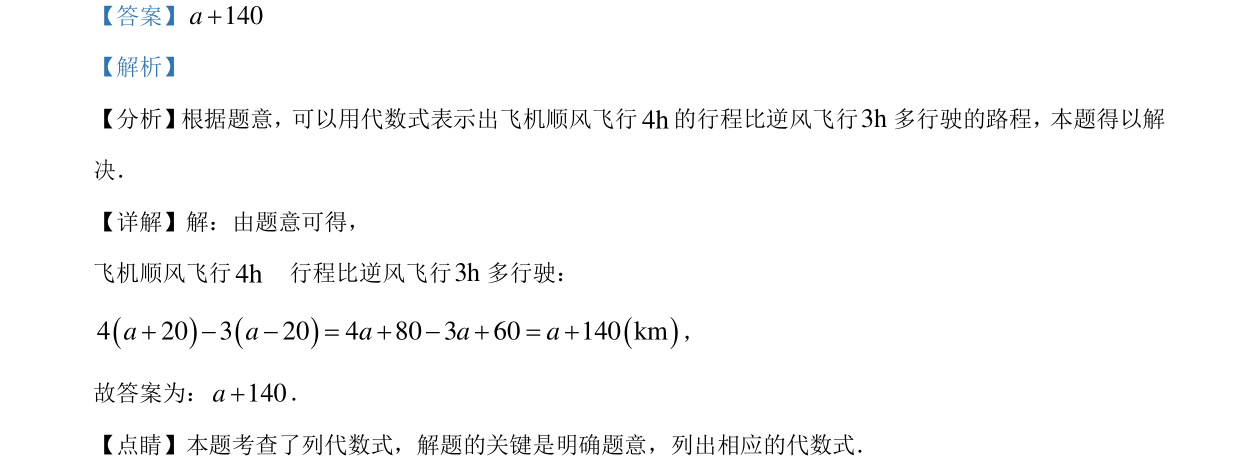 【答案】a+140
【解析】
【分析】根据题意，可以用代数式表示出飞机顺风飞行4h的行程比逆风飞行3h多行驶的路程，本题得以解
决．
【详解】解：由题意可得，
飞机顺风飞行4h 行程比逆风飞行3h多行驶：
4(a+20)−3(a−20)=4a+80−3a+60=a+140(km)，
故答案为：a+140．
【点睛】本题考查了列代数式，解题的关键是明确题意，列出相应的代数式．